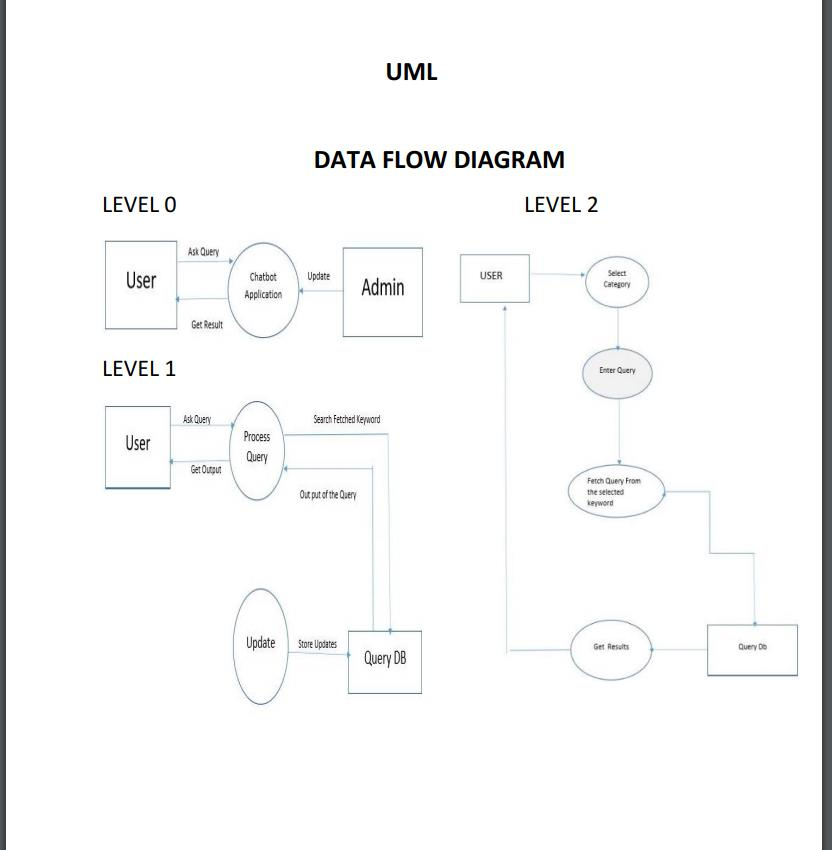 UML
DATA FLOW DIAGRAM
LEVEL 0
User
Ask Query
Get Result
Chatbot
Application
Update
Admin
LEVEL 1
User
Ask Query
Get Output
Process
Query
Search Fetched Keyword
Out put of the Query
Update
Store Updates
Query DB
LEVEL 2
USER
Select
Category
Enter Query
Fetch Query From
the selected
keyword
Get Results
Query Db